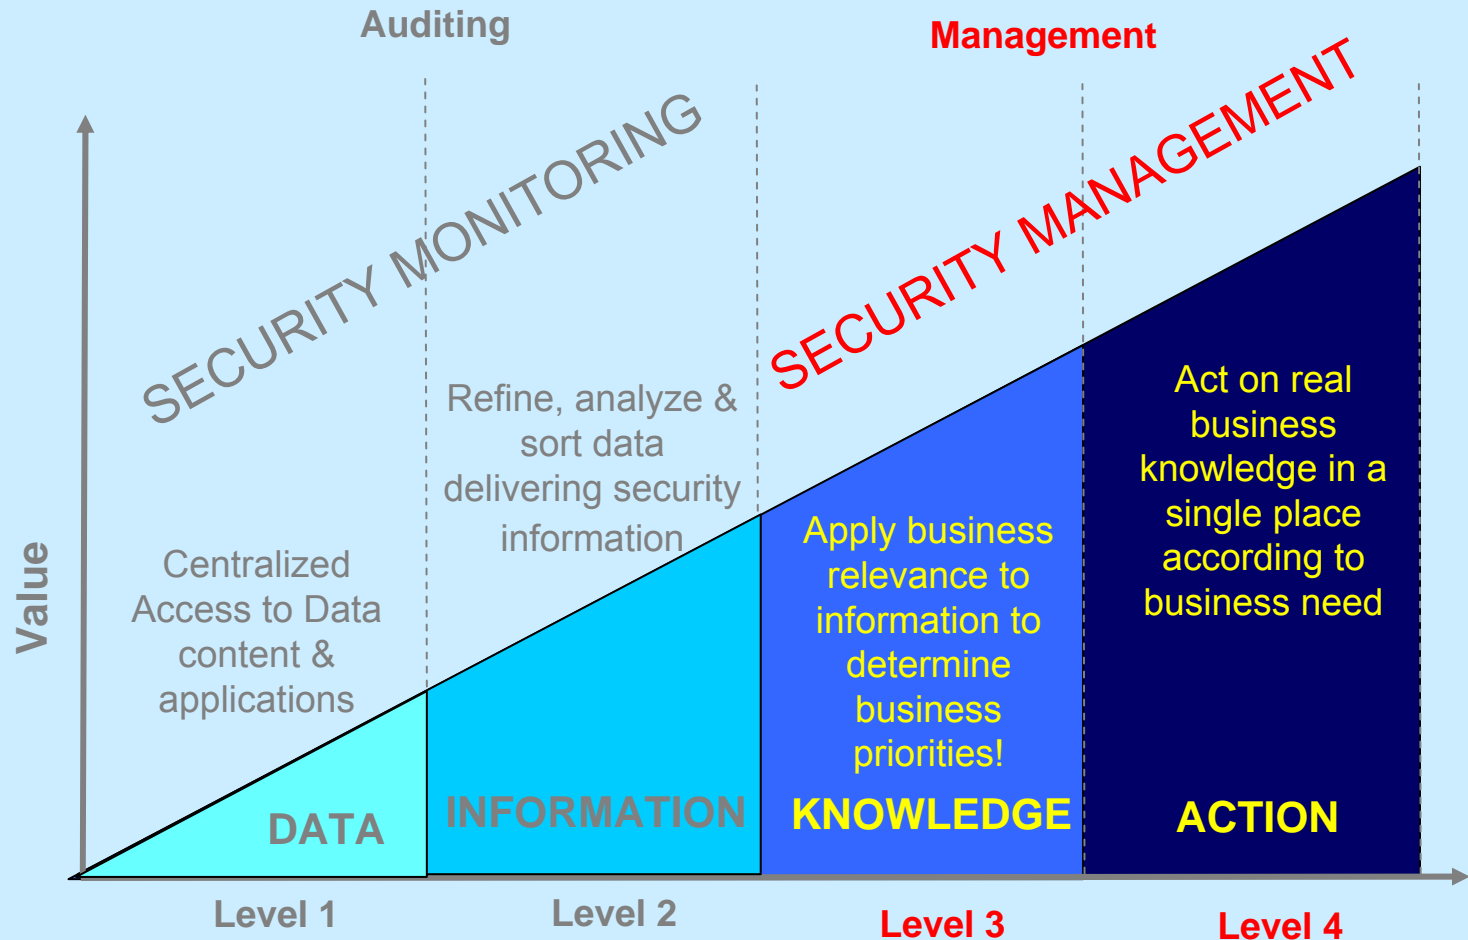 Auditing
Management
SECURITY MONITORING
SECURITY MANAGEMENT
Value
Centralized
Access to Data
content &
applications
Refine, analyze &
sort data
delivering security
information
Apply business
relevance to
information to
determine
business
priorities!
Act on real
business
knowledge in a
single place
according to
business need
DATA
INFORMATION
KNOWLEDGE
ACTION
Level 1
Level 2
Level 3
Level 4